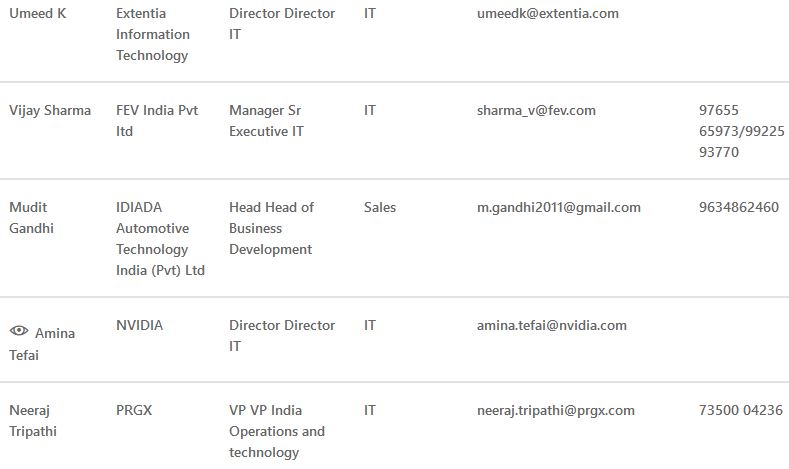 Umeed K
Extentia
Information
Technology
Director Director
IT
IT
umeedk@extentia.com
Vijay Sharma
FEV India Pvt
ltd
Manager Sr
Executive IT
IT
sharma_v@fev.com
97655
65973/99225
93770
Mudit
Gandhi
IDIADA
Automotive
Technology
India (Pvt) Ltd
Head Head of
Business
Development
Sales
m.gandhi2011@gmail.com
9634862460
Amina
Tefai
NVIDIA
Director Director
IT
IT
amina.tefai@nvidia.com
Neeraj
Tripathi
PRGX
VP VP India
Operations and
technology
IT
neeraj.tripathi@prgx.com
73500 04236